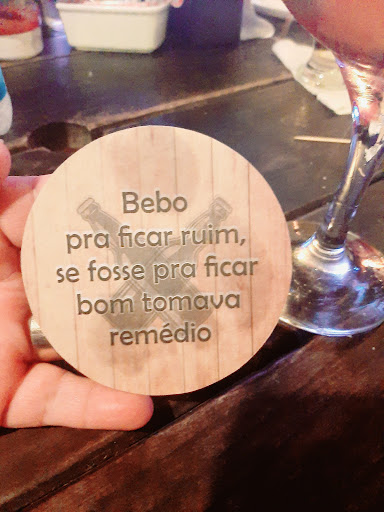 Bebo
pra ficar ruim,
se fosse pra ficar
bom tomava
remédio